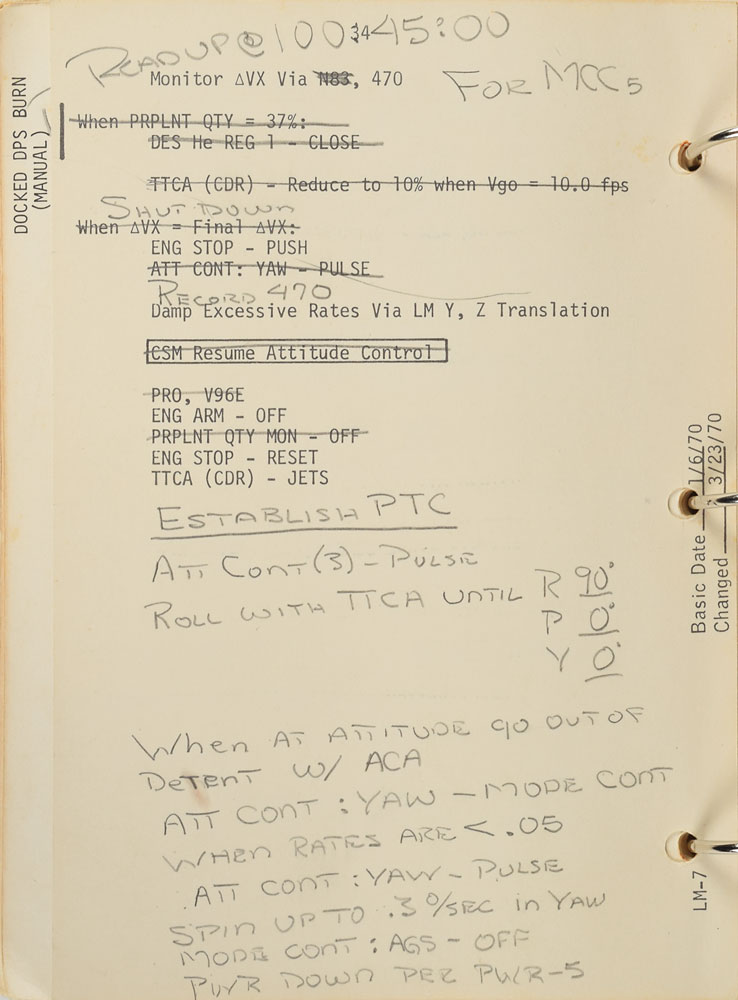 READ UP @ 100:45:00
34
Monitor ΔVX Via N83, 470
FOR MCC5
DOCKED DPS BURN
(MANUAL)
When PRPLNT QTY = 37%:
DES He REG 1 - CLOSE
TTCA (CDR) - Reduce to 10% when Vgo = 10.0 fps
SHUT DOWN
When ΔVX = Final ΔVX:
ENG STOP - PUSH
ATT CONT: YAW - PULSE
RECORD 470
Damp Excessive Rates Via LM Y, Z Translation
CSM Resume Attitude Control
PRO, V96E
ENG ARM - OFF
PRPLNT QTY MON - OFF
ENG STOP - RESET
TTCA (CDR) - JETS
ESTABLISH PTC
ATT CONT (3) - PULSE
ROLL WITH TTCA UNTIL R 90°
P 0°
Y 0°
When AT ATTITUDE go OUT OF
DETENT W/ ACA
ATT CONT : YAW - MODE CONT
WHEN RATES ARE < .05
ATT CONT : YAW - PULSE
SPIN UP TO .3°/SEC in YAW
MODE CONT : AGS - OFF
PWR DOWN PER PWR-5
Basic Date 1/6/70
Changed 3/23/70
LM-7